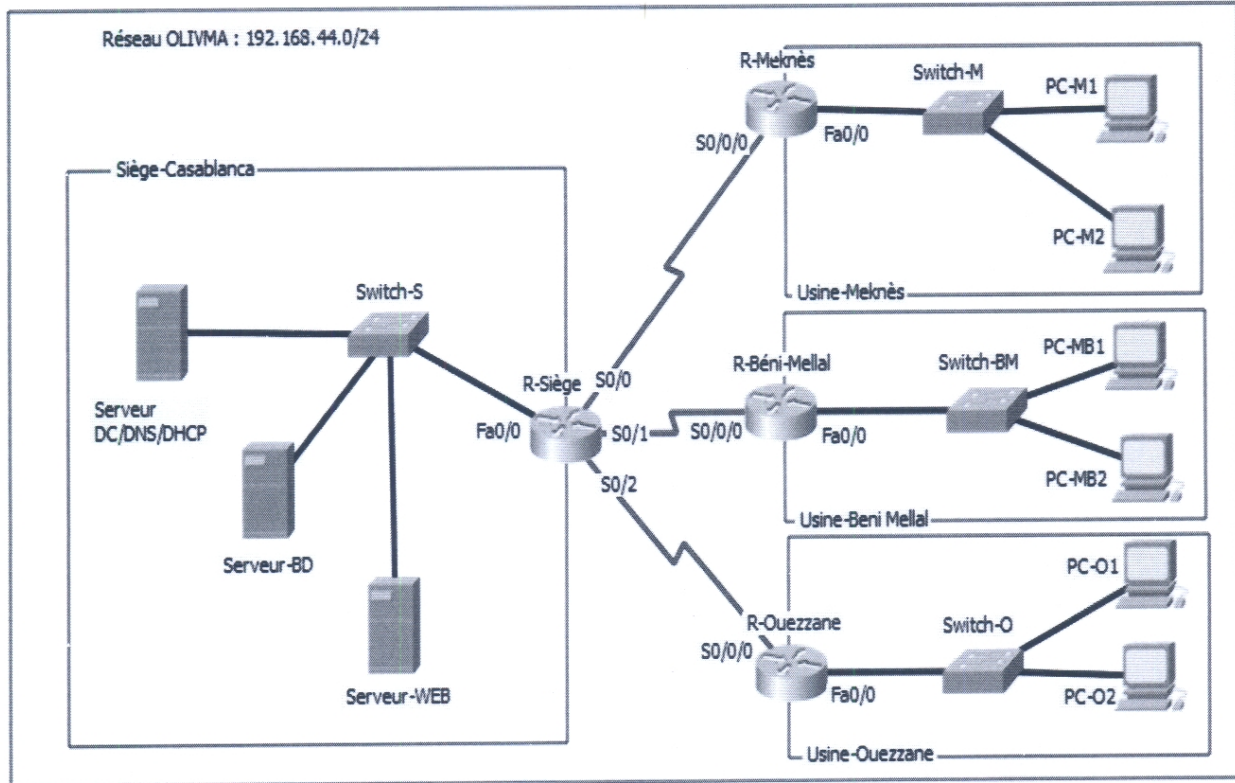 Réseau OLIVMA : 192.168.44.0/24
R-Meknès
Switch-M
PC-M1
S0/0/0
Fa0/0
PC-M2
Usine-Meknès
Siège-Casablanca
Switch-S
Serveur
DC/DNS/DHCP
Serveur-BD
Serveur-WEB
R-Siège
Fa0/0
S0/0
S0/1
S0/2
R-Béni-Mellal
Switch-BM
PC-MB1
S0/0/0
Fa0/0
PC-MB2
Usine-Beni Mellal
R-Ouezzane
Switch-O
PC-O1
S0/0/0
Fa0/0
PC-O2
Usine-Ouezzane